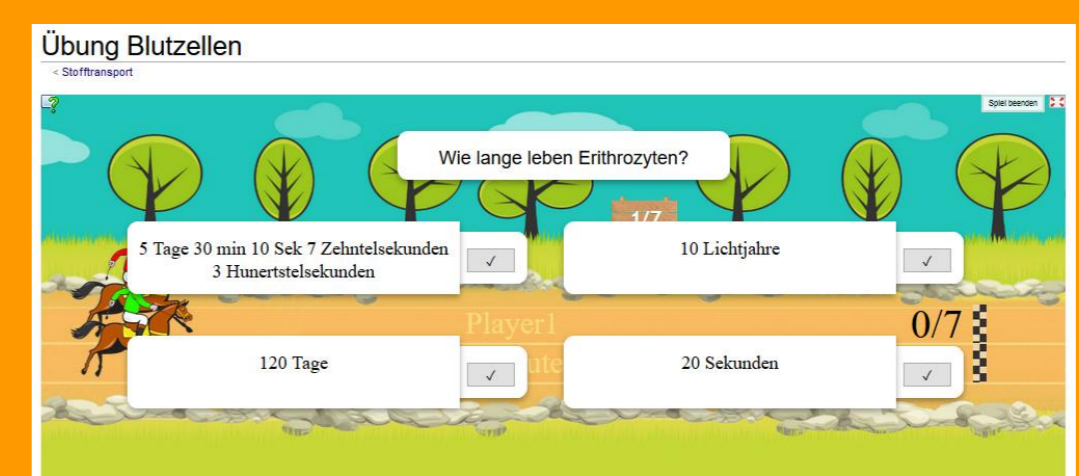 Übung Blutzellen
< Stofftransport
Spiel beenden
Wie lange leben Erithrozyten?
1/7
5 Tage 30 min 10 Sek 7 Zehntelsekunden
3 Hunertstelsekunden
✓
10 Lichtjahre
✓
Player1
0/7
120 Tage
✓
20 Sekunden
✓